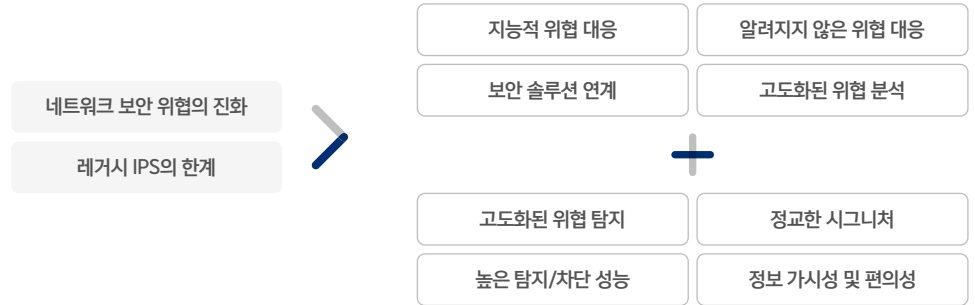 네트워크 보안 위협의 진화
레거시 IPS의 한계
지능적 위협 대응
알려지지 않은 위협 대응
보안 솔루션 연계
고도화된 위협 분석
고도화된 위협 탐지
정교한 시그니처
높은 탐지/차단 성능
정보 가시성 및 편의성